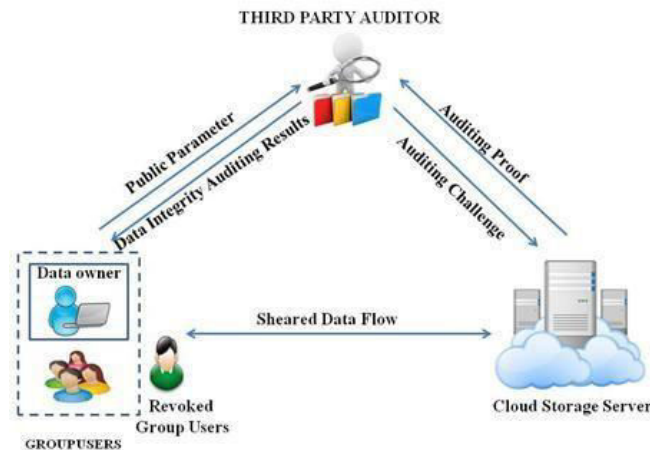 THIRD PARTY AUDITOR
Public Parameter
Data Integrity Auditing Results
Auditing Proof
Auditing Challenge
Data owner
Sheared Data Flow
Revoked
Group Users
Cloud Storage Server
GROUPUSERS